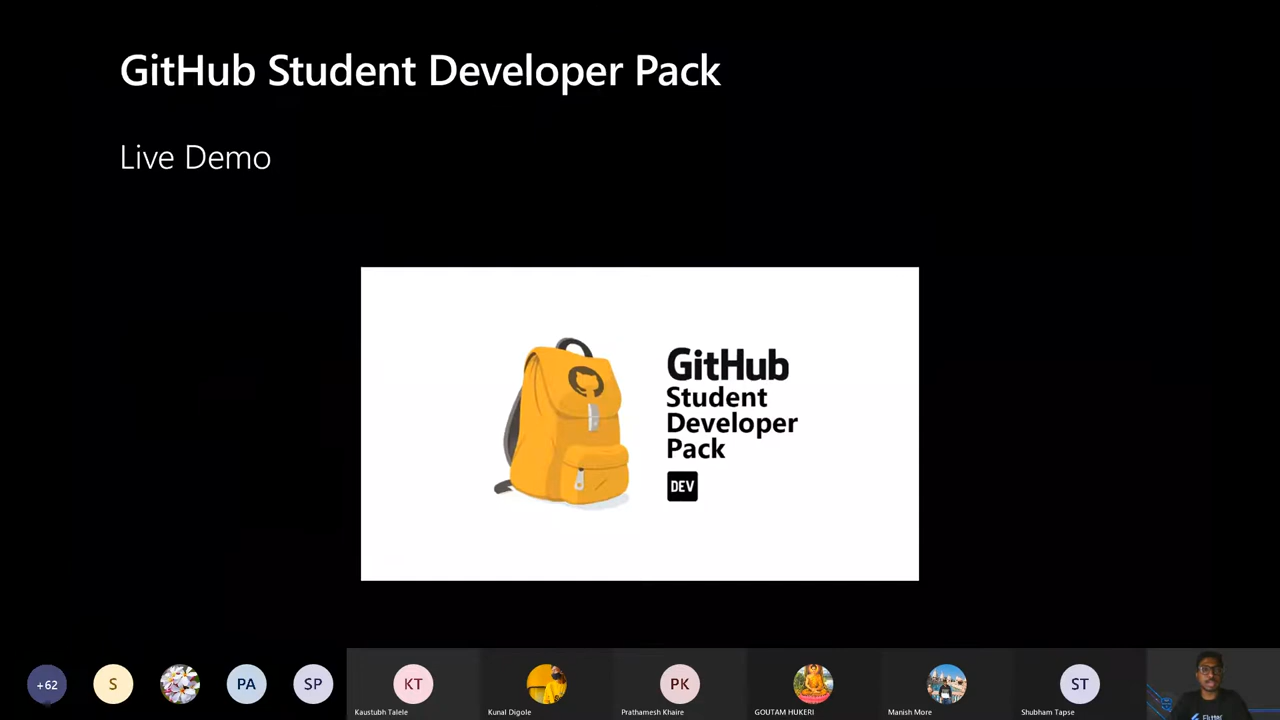 GitHub Student Developer Pack
Live Demo
GitHub
Student
Developer
Pack
DEV
+62
S
PA
SP
KT
PK
ST
Kaustubh Talele
Kunal Digole
Prathamesh Khaire
GOUTAM HUKERI
Manish More
Shubham Tapse
Flutter